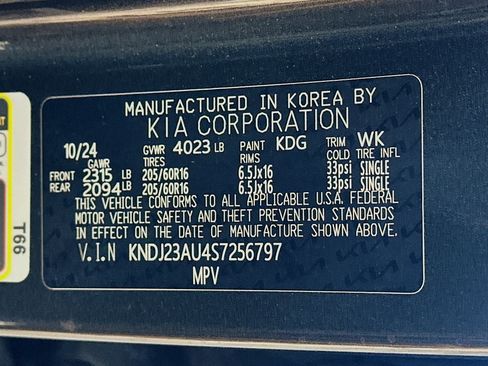 MANUFACTURED IN KOREA BY
KIA CORPORATION
10/24 GVWR 4023 LB PAINT KDG TRIM WK
GAWR TIRES RIMS COLD TIRE INFL
FRONT 2315 LB 205/60R16 6.5Jx16 33psi SINGLE
REAR 2094 LB 205/60R16 6.5Jx16 33psi SINGLE
THIS VEHICLE CONFORMS TO ALL APPLICABLE U.S.A. FEDERAL
MOTOR VEHICLE SAFETY AND THEFT PREVENTION STANDARDS
IN EFFECT ON THE DATE OF MANUFACTURE SHOWN ABOVE.
V.I.N KNDJ23AU4S7256797
MPV
T66